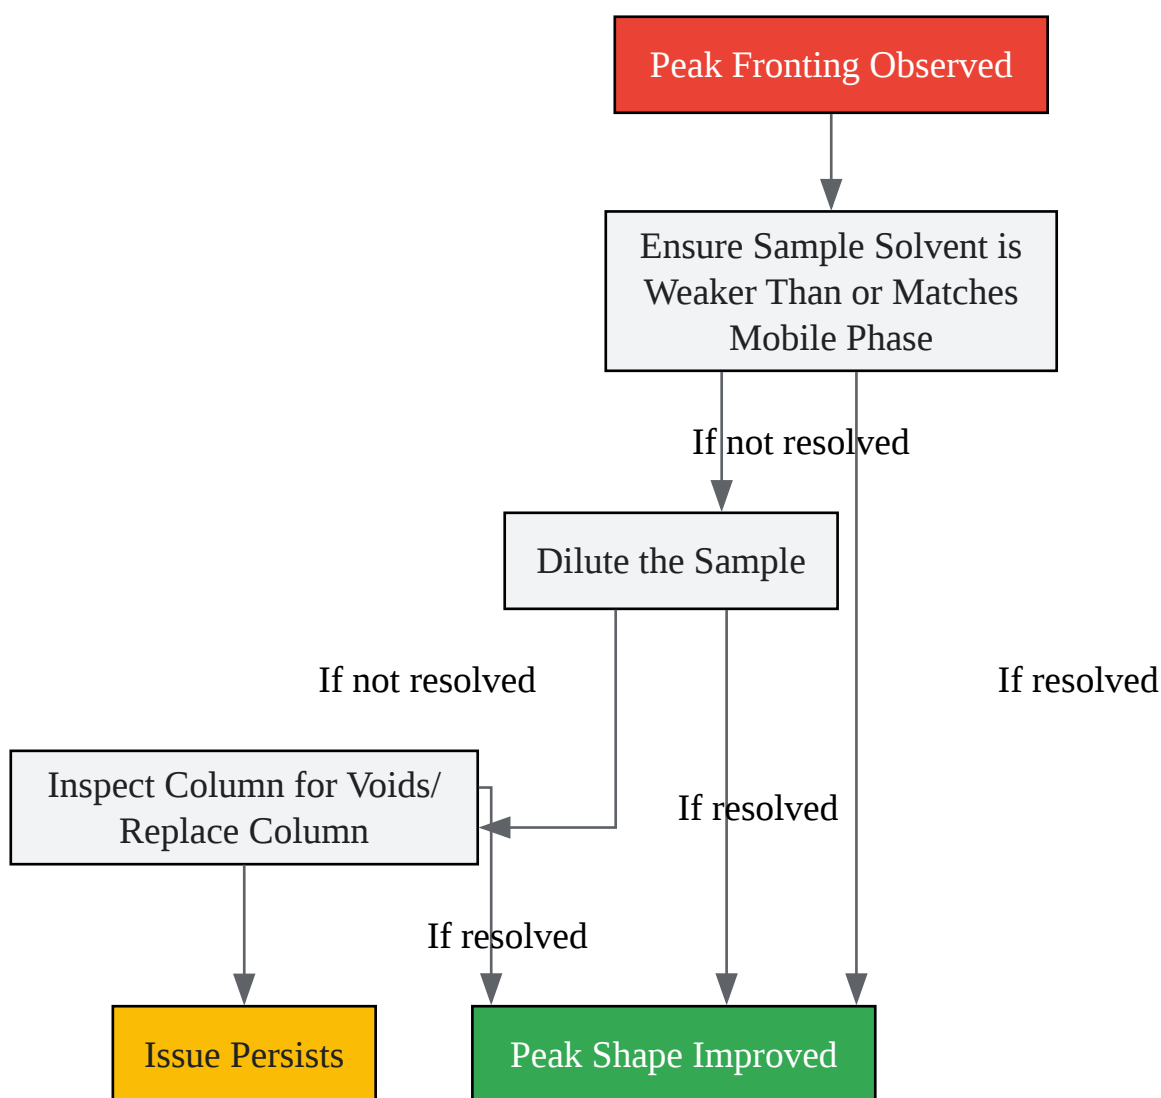 Peak Fronting Observed
Ensure Sample Solvent is
Weaker Than or Matches
Mobile Phase
If not resolved
Dilute the Sample
If not resolved
If resolved
Inspect Column for Voids/
Replace Column
If resolved
If resolved
Issue Persists
Peak Shape Improved